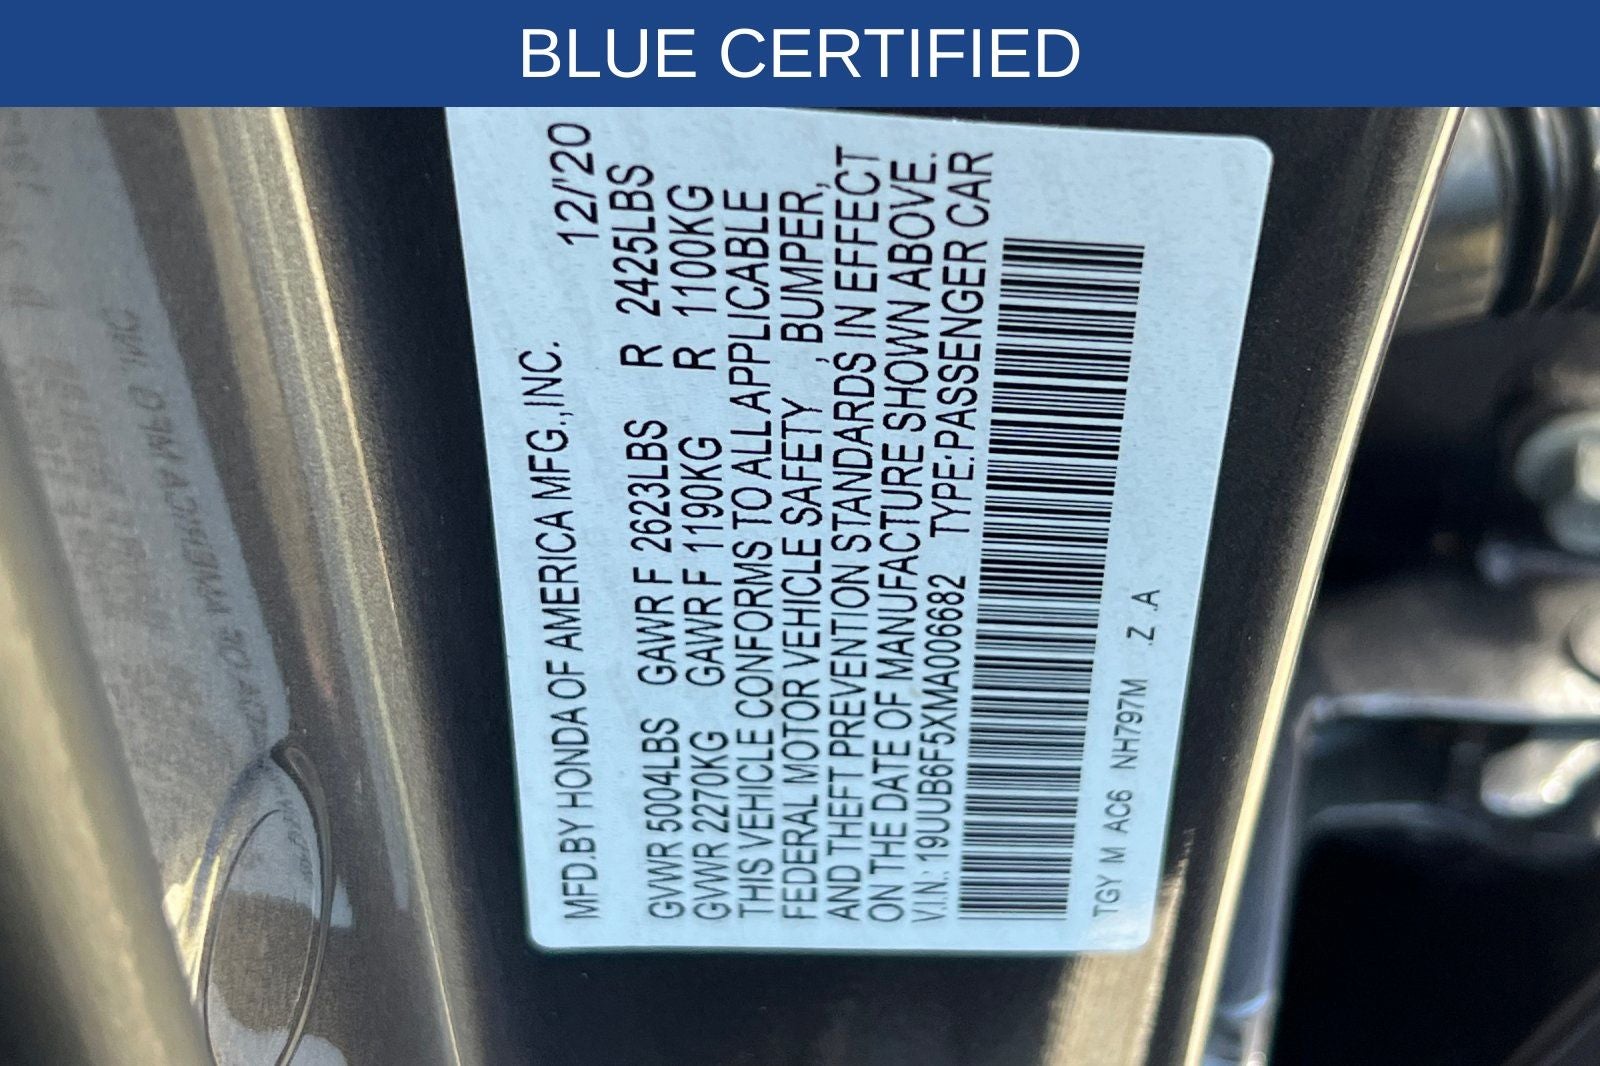 BLUE CERTIFIED
MFD.BY HONDA OF AMERICA MFG.,INC. 12/'20
GVWR 5004LBS GAWR F 2623LBS R 2425LBS
GVWR 2270KG GAWR F 1190KG R 1100KG
THIS VEHICLE CONFORMS TO ALL APPLICABLE
FEDERAL MOTOR VEHICLE SAFETY , BUMPER,
AND THEFT PREVENTION STANDARDS IN EFFECT
ON THE DATE OF MANUFACTURE SHOWN ABOVE.
V.I.N.: 19UUB6F5XMA006682 TYPE:PASSENGER CAR
TGY M AC6 NH797M .Z .A